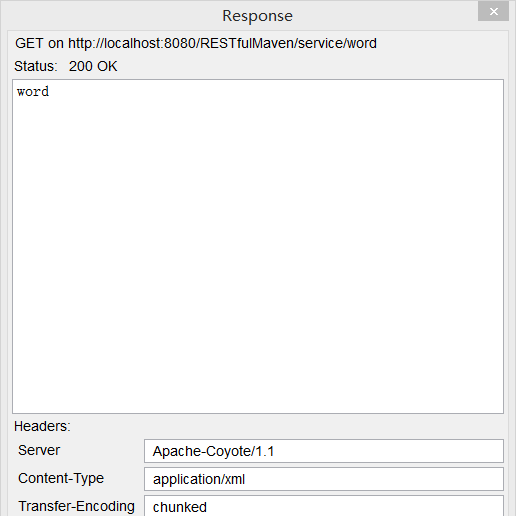 Response
GET on http://localhost:8080/RESTfulMaven/service/word
Status: 200 OK
word
Headers:
Server Apache-Coyote/1.1
Content-Type application/xml
Transfer-Encoding chunked